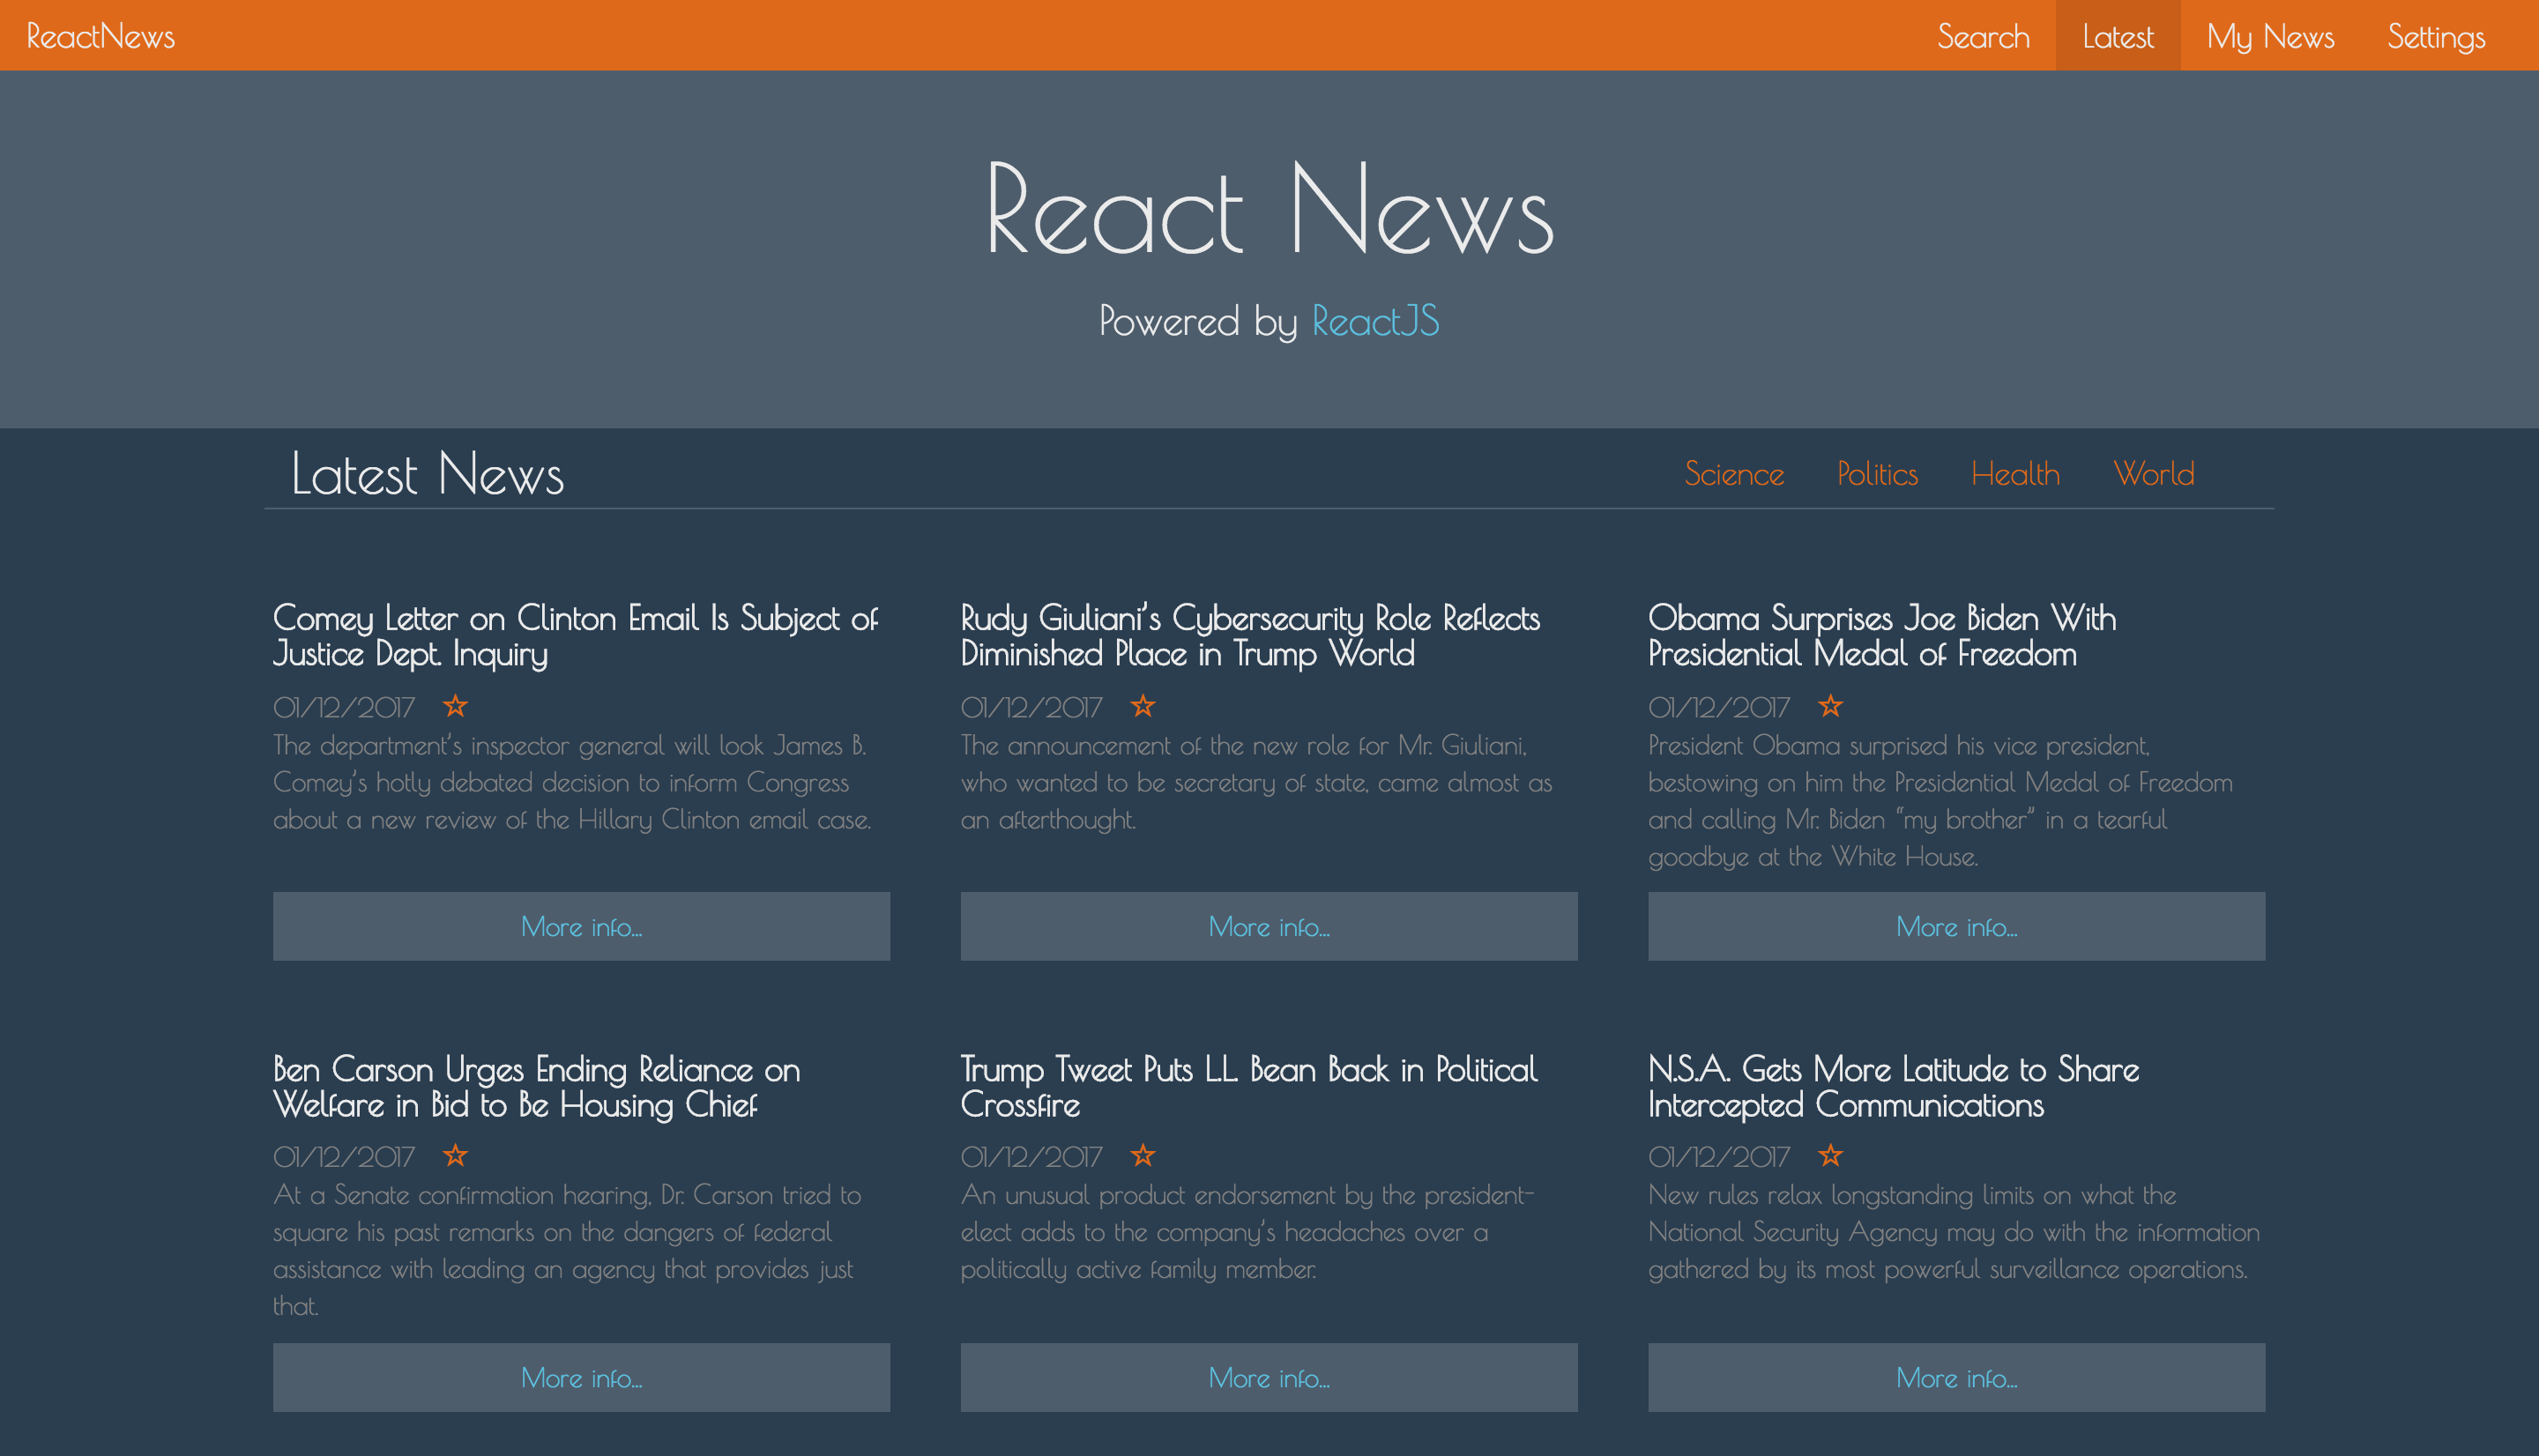 ReactNews
Search
Latest
My News
Settings
React News
Powered by ReactJS
Latest News
Science
Politics
Health
World
Comey Letter on Clinton Email Is Subject of
Justice Dept. Inquiry
01/12/2017
The department’s inspector general will look James B.
Comey’s hotly debated decision to inform Congress
about a new review of the Hillary Clinton email case.
More info...
Rudy Giuliani’s Cybersecurity Role Reflects
Diminished Place in Trump World
01/12/2017
The announcement of the new role for Mr. Giuliani,
who wanted to be secretary of state, came almost as
an afterthought.
More info...
Obama Surprises Joe Biden With
Presidential Medal of Freedom
01/12/2017
President Obama surprised his vice president,
bestowing on him the Presidential Medal of Freedom
and calling Mr. Biden “my brother” in a tearful
goodbye at the White House.
More info...
Ben Carson Urges Ending Reliance on
Welfare in Bid to Be Housing Chief
01/12/2017
At a Senate confirmation hearing, Dr. Carson tried to
square his past remarks on the dangers of federal
assistance with leading an agency that provides just
that.
More info...
Trump Tweet Puts L.L. Bean Back in Political
Crossfire
01/12/2017
An unusual product endorsement by the president-
elect adds to the company’s headaches over a
politically active family member.
More info...
N.S.A. Gets More Latitude to Share
Intercepted Communications
01/12/2017
New rules relax longstanding limits on what the
National Security Agency may do with the information
gathered by its most powerful surveillance operations.
More info...